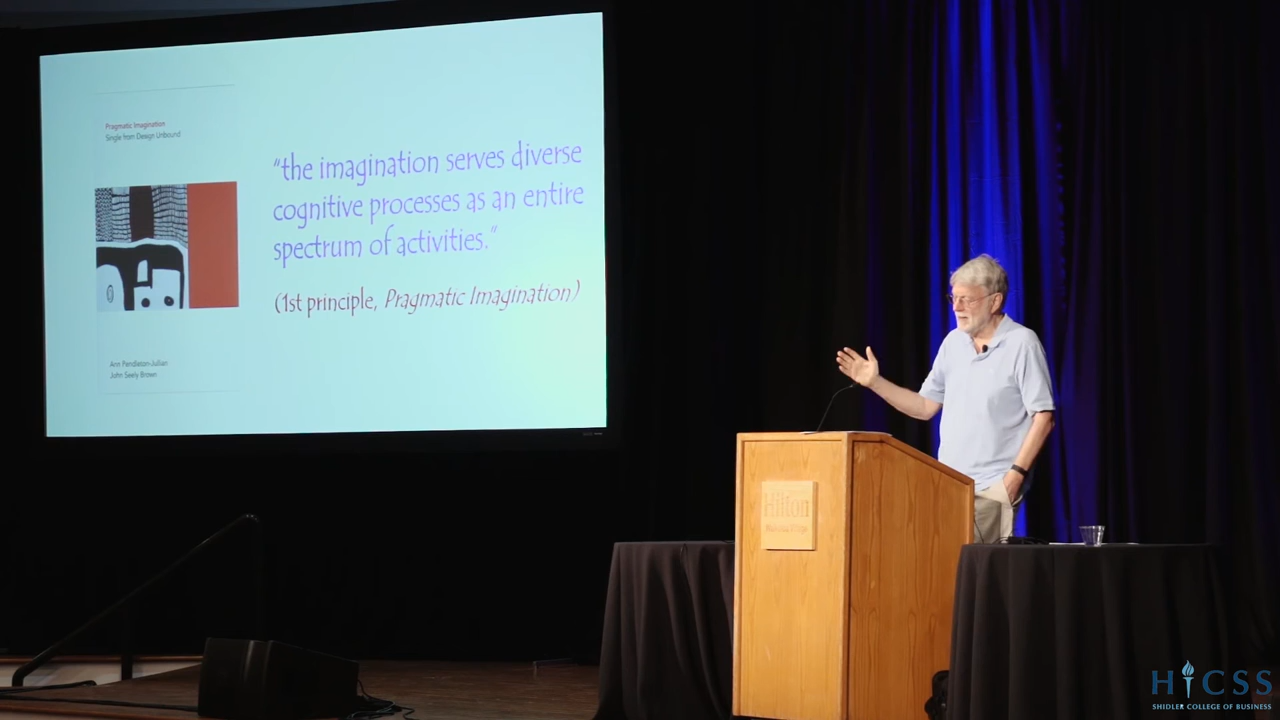 Pragmatic Imagination
Single from Design Unbound
“the imagination serves diverse
cognitive processes as an entire
spectrum of activities.”
(1st principle, Pragmatic Imagination)
Ann Pendleton-Jullian
John Seely Brown
Hilton
HICSS
SHIDLER COLLEGE OF BUSINESS